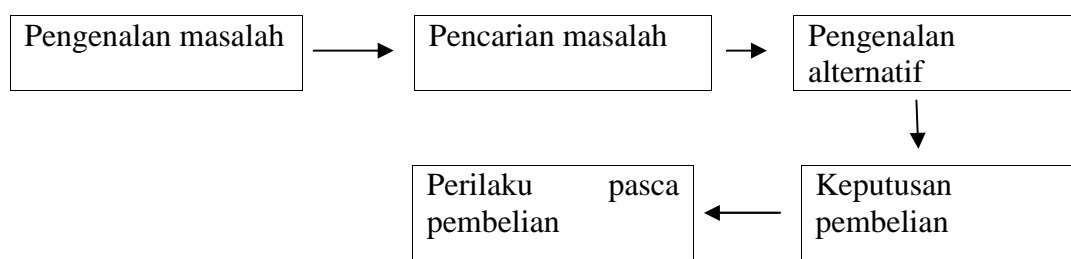 Pengenalan masalah
Pencarian masalah
Pengenalan
alternatif
Keputusan
pembelian
Perilaku pasca
pembelian